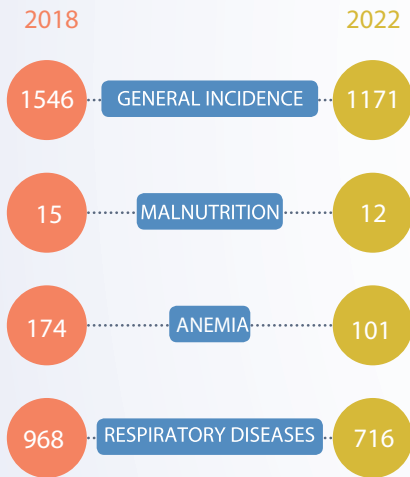 2018 2022
1546 GENERAL INCIDENCE 1171
15 MALNUTRITION 12
174 ANEMIA 101
968 RESPIRATORY DISEASES 716